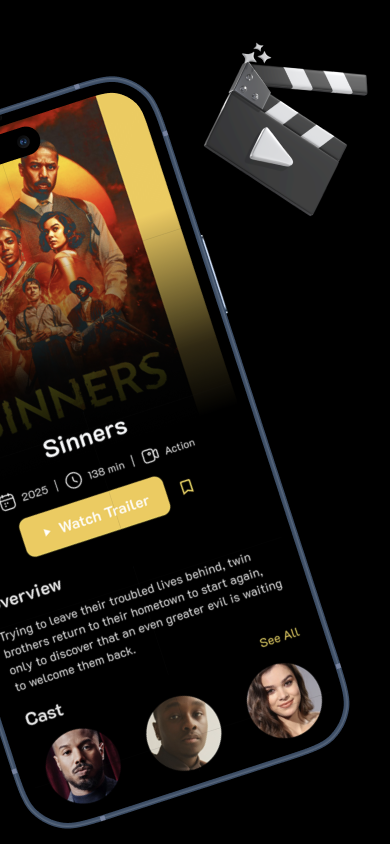 SINNERS
Sinners
2025 | 138 min | Action
Watch Trailer
verview
Trying to leave their troubled lives behind, twin
brothers return to their hometown to start again,
only to discover that an even greater evil is waiting
to welcome them back.
See All
Cast